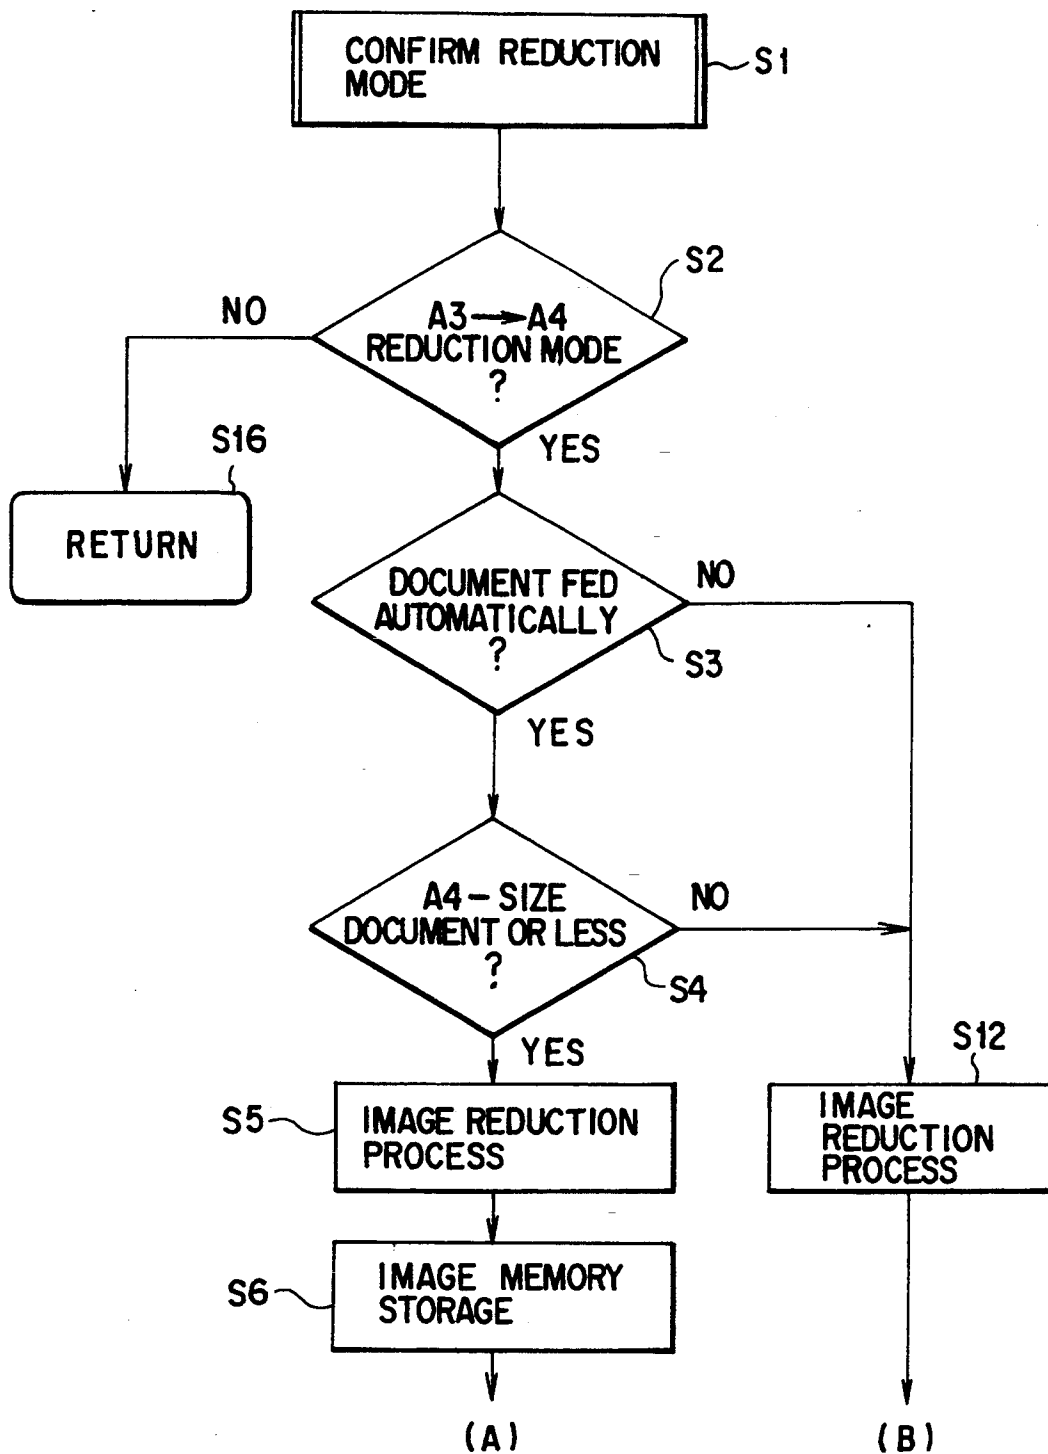 CONFIRM REDUCTION
MODE
S1
S2
A3→A4
REDUCTION MODE
?
NO
YES
S16
RETURN
DOCUMENT FED
AUTOMATICALLY
?
NO
S3
YES
A4-SIZE
DOCUMENT OR LESS
?
NO
S4
YES
S5
IMAGE REDUCTION
PROCESS
S12
IMAGE
REDUCTION
PROCESS
S6
IMAGE MEMORY
STORAGE
(A)
(B)